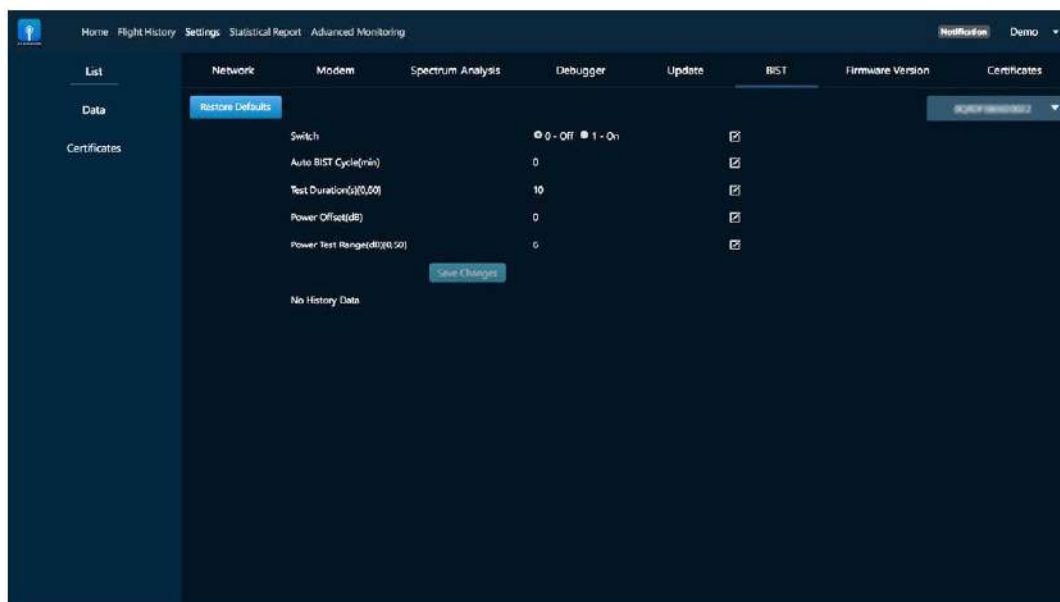 Home Flight History Settings Statistical Report Advanced Monitoring Notification Demo
List Network Modem Spectrum Analysis Debugger Update BIST Firmware Version Certificates
Data Restore Defaults
Switch 0 - Off 1 - On
Certificates
Auto BIST Cycle(min) 0
Test Duration(s)[0,60] 10
Power Offset(dB) 0
Power Test Range(dB)[0,50] 6
Save Changes
No History Data